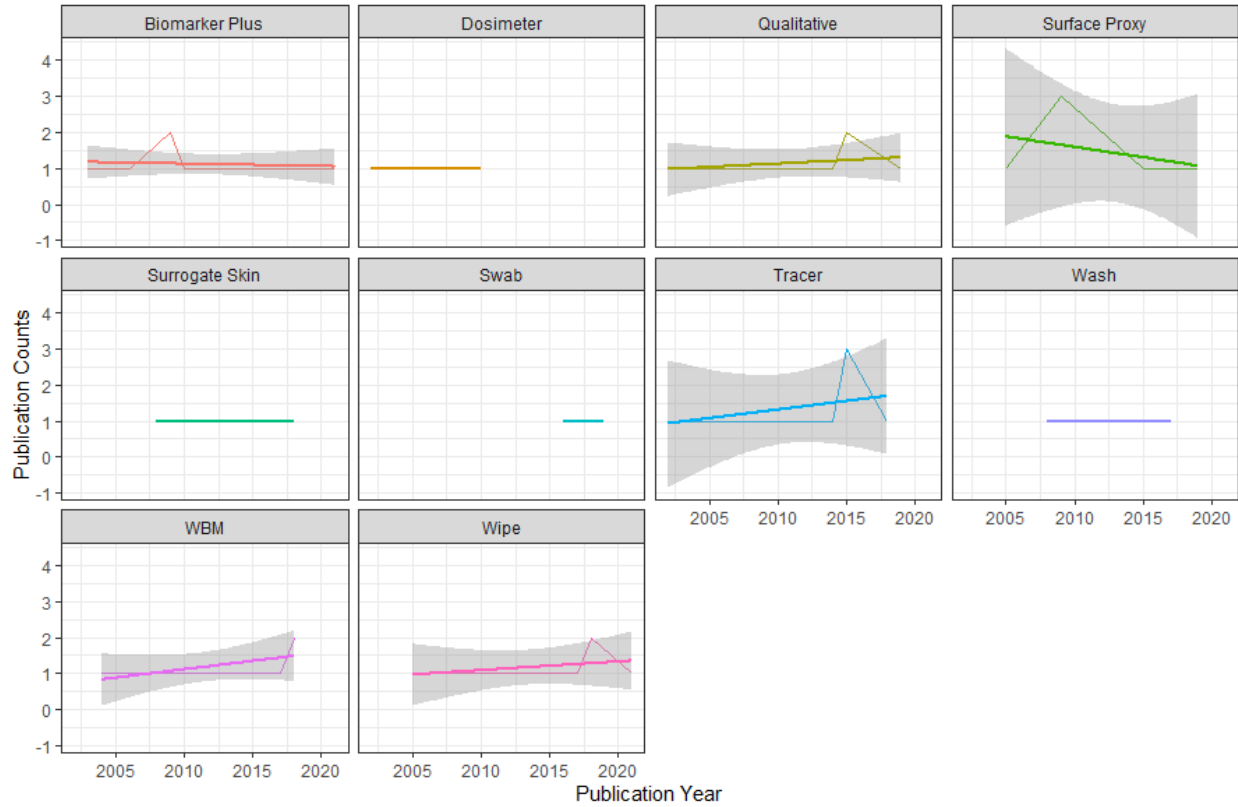 Biomarker Plus
Dosimeter
Qualitative
Surface Proxy
4
3
2
1
0
-1
Surrogate Skin
Swab
Tracer
Wash
4
3
2
1
0
-1
2005 2010 2015 2020
2005 2010 2015 2020
WBM
Wipe
4
3
2
1
0
-1
2005 2010 2015 2020
2005 2010 2015 2020
Publication Counts
Publication Year